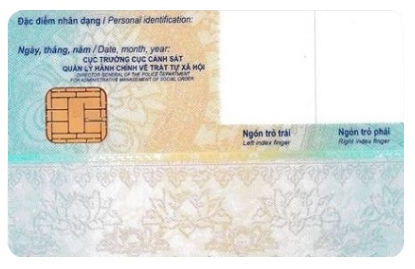 Đặc điểm nhân dạng / Personal identification:
Ngày, tháng, năm / Date, month, year:
CỤC TRƯỞNG CỤC CẢNH SÁT
QUẢN LÝ HÀNH CHÍNH VỀ TRẬT TỰ XÃ HỘI
DIRECTOR GENERAL OF THE POLICE DEPARTMENT
FOR ADMINISTRATIVE MANAGEMENT OF SOCIAL ORDER
Ngón trỏ trái Ngón trỏ phải
Left index finger Right index finger